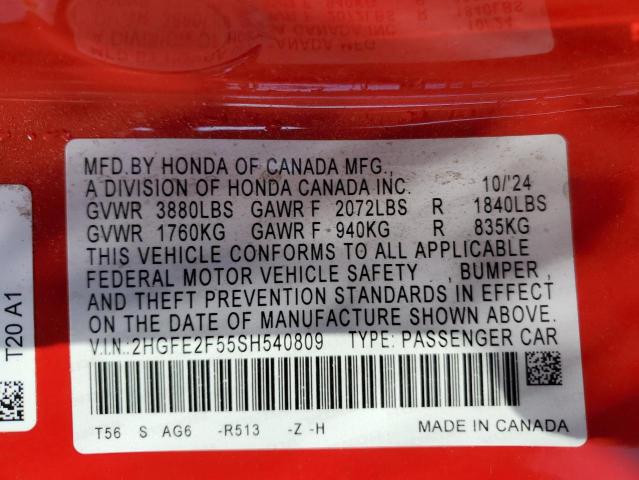 MFD.BY HONDA OF CANADA MFG.,
A DIVISION OF HONDA CANADA INC. 10/'24
GVWR 3880LBS GAWR F 2072LBS R 1840LBS
GVWR 1760KG GAWR F 940KG R 835KG
THIS VEHICLE CONFORMS TO ALL APPLICABLE
FEDERAL MOTOR VEHICLE SAFETY , BUMPER ,
AND THEFT PREVENTION STANDARDS IN EFFECT
ON THE DATE OF MANUFACTURE SHOWN ABOVE.
V.I.N.:2HGFE2F55SH540809 TYPE: PASSENGER CAR
T56 S AG6 -R513 -Z -H MADE IN CANADA
T20 A1